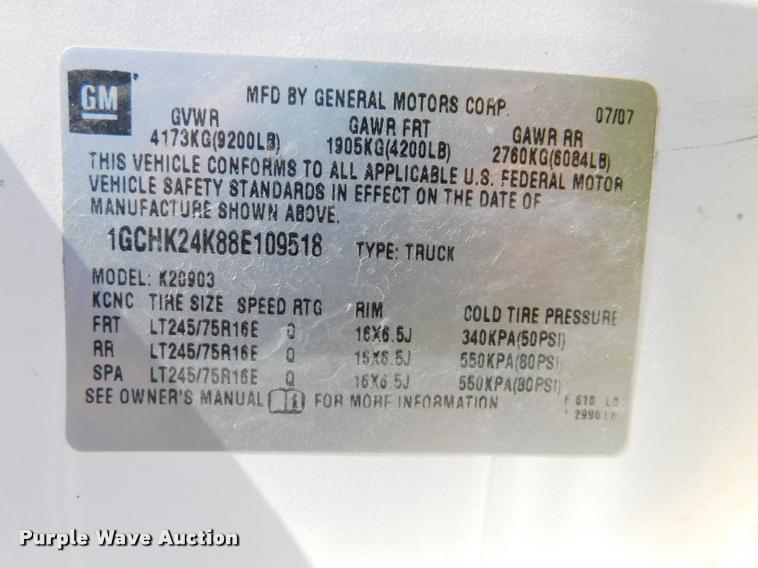 GM
MFD BY GENERAL MOTORS CORP. 07/07
GVWR GAWR FRT GAWR RR
4173KG(9200LB) 1905KG(4200LB) 2760KG(6084LB)
THIS VEHICLE CONFORMS TO ALL APPLICABLE U.S. FEDERAL MOTOR
VEHICLE SAFETY STANDARDS IN EFFECT ON THE DATE OF
MANUFACTURE SHOWN ABOVE.
1GCHK24K88E109518 TYPE: TRUCK
MODEL: K20903
KCNC TIRE SIZE SPEED RTG RIM COLD TIRE PRESSURE
FRT LT245/75R16E Q 16X6.5J 340KPA(50PSI)
RR LT245/75R16E Q 16X6.5J 550KPA(80PSI)
SPA LT245/75R16E Q 16X6.5J 550KPA(80PSI)
SEE OWNER'S MANUAL FOR MORE INFORMATION
Purple Wave Auction